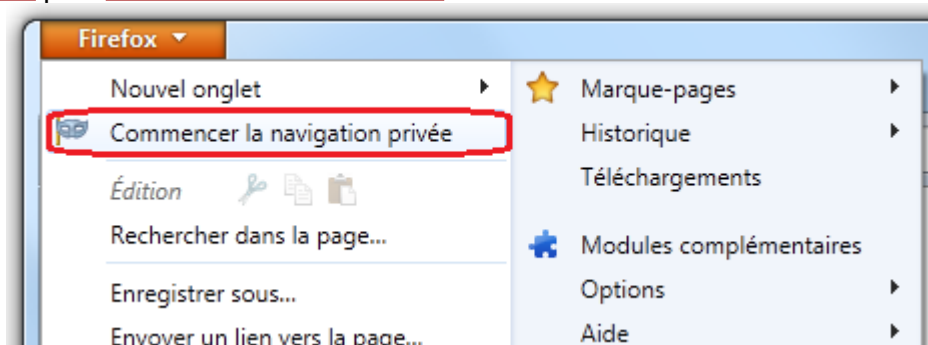 Firefox
Nouvel onglet
Commencer la navigation privée
Édition
Rechercher dans la page...
Enregistrer sous...
Envoyer un lien vers la page...
Marque-pages
Historique
Téléchargements
Modules complémentaires
Options
Aide